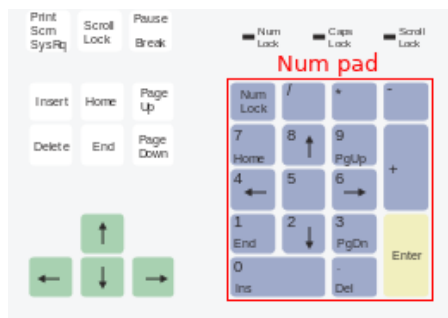 Print
Scrn
SysRq
Scroll
Lock
Pause
Break
Num
Lock
Caps
Lock
Scroll
Lock
Num pad
Insert
Home
Page
Up
Num
Lock
/
*
-
Delete
End
Page
Down
7
Home
8
9
PgUp
+
4
5
6
1
End
2
3
PgDn
Enter
0
Ins
.
Del